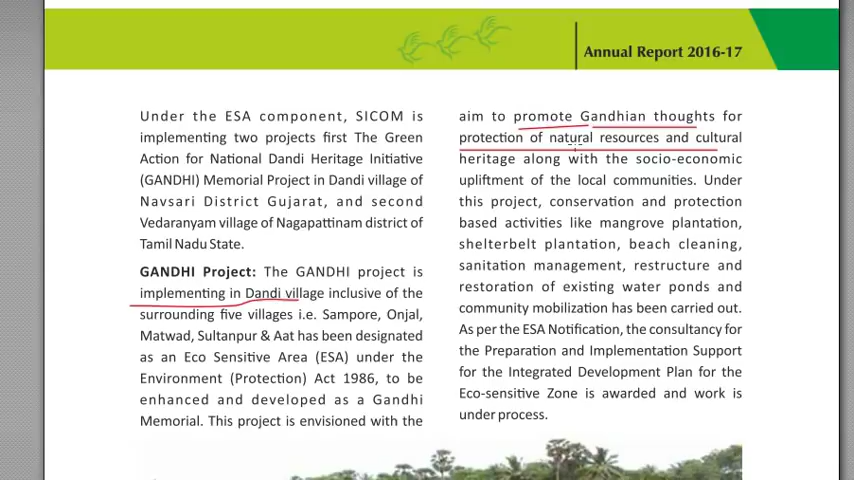 Annual Report 2016-17
Under the ESA component, SICOM is
implementing two projects first The Green
Action for National Dandi Heritage Initiative
(GANDHI) Memorial Project in Dandi village of
Navsari District Gujarat, and second
Vedaranyam village of Nagapattinam district of
Tamil Nadu State.
GANDHI Project: The GANDHI project is
implementing in Dandi village inclusive of the
surrounding five villages i.e. Sampore, Onjal,
Matwad, Sultanpur & Aat has been designated
as an Eco Sensitive Area (ESA) under the
Environment (Protection) Act 1986, to be
enhanced and developed as a Gandhi
Memorial. This project is envisioned with the
aim to promote Gandhian thoughts for
protection of natural resources and cultural
heritage along with the socio-economic
upliftment of the local communities. Under
this project, conservation and protection
based activities like mangrove plantation,
shelterbelt plantation, beach cleaning,
sanitation management, restructure and
restoration of existing water ponds and
community mobilization has been carried out.
As per the ESA Notification, the consultancy for
the Preparation and Implementation Support
for the Integrated Development Plan for the
Eco-sensitive Zone is awarded and work is
under process.